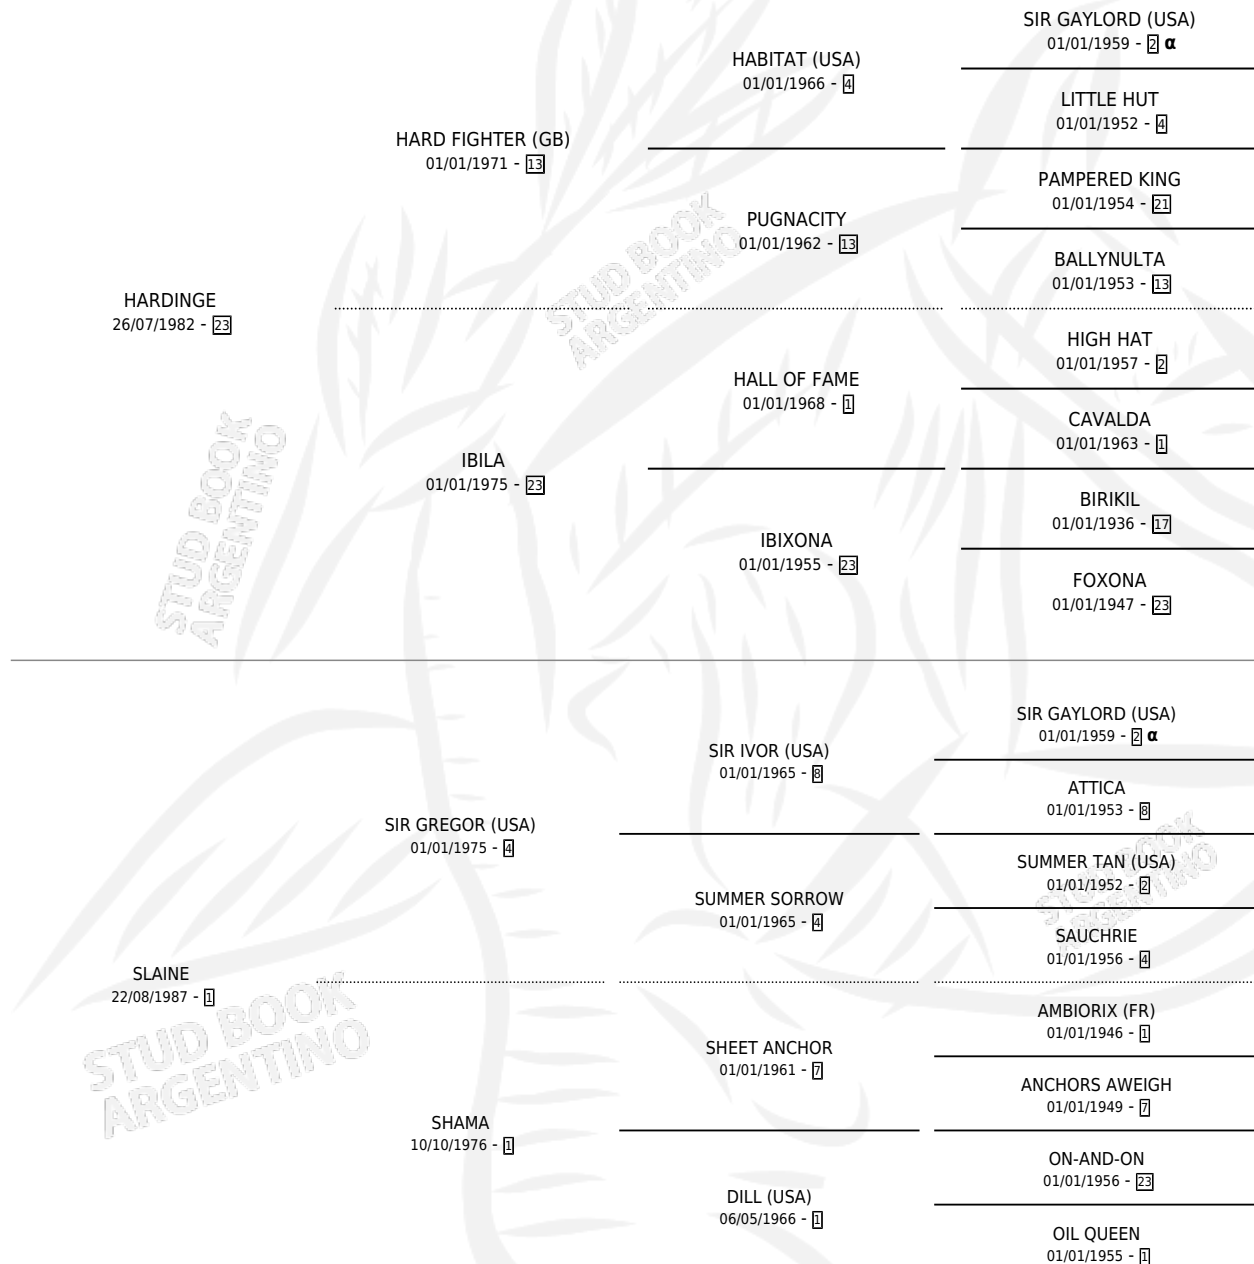 SIR GAYLORD (USA)
01/01/1959 - 2 α
HABITAT (USA)
01/01/1966 - 4
LITTLE HUT
01/01/1952 - 4
HARD FIGHTER (GB)
01/01/1971 - 13
PAMPERED KING
01/01/1954 - 21
PUGNACITY
01/01/1962 - 13
BALLYNULTA
01/01/1953 - 13
HARDINGE
26/07/1982 - 23
HIGH HAT
01/01/1957 - 2
HALL OF FAME
01/01/1968 - 1
CAVALDA
01/01/1963 - 1
IBILA
01/01/1975 - 23
BIRIKIL
01/01/1936 - 17
IBIXONA
01/01/1955 - 23
FOXONA
01/01/1947 - 23
SIR GAYLORD (USA)
01/01/1959 - 2 α
SIR IVOR (USA)
01/01/1965 - 8
ATTICA
01/01/1953 - 8
SIR GREGOR (USA)
01/01/1975 - 4
SUMMER TAN (USA)
01/01/1952 - 2
SUMMER SORROW
01/01/1965 - 4
SAUCHRIE
01/01/1956 - 4
SLAINE
22/08/1987 - 1
AMBIORIX (FR)
01/01/1946 - 1
SHEET ANCHOR
01/01/1961 - 7
ANCHORS AWEIGH
01/01/1949 - 7
SHAMA
10/10/1976 - 1
ON-AND-ON
01/01/1956 - 23
DILL (USA)
06/05/1966 - 1
OIL QUEEN
01/01/1955 - 1
STUD BOOK
ARGENTINO
STUD BOOK
ARGENTINO
STUD BOOK
ARGENTINO
STUD BOOK
ARGENTINO